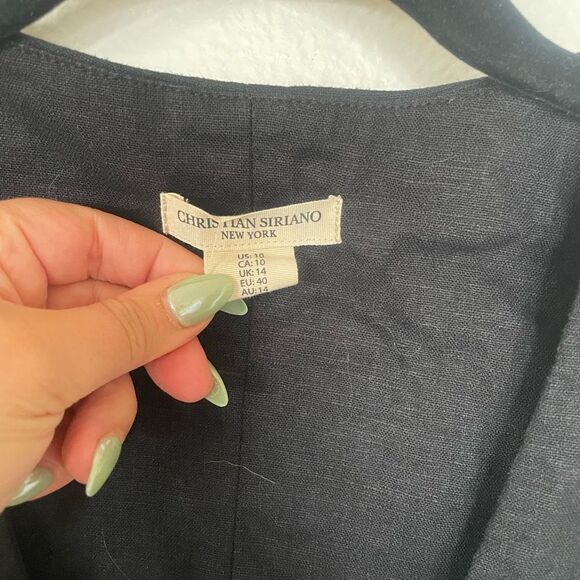 CHRISTIAN SIRIANO
NEW YORK
US: 10
CA: 10
UK: 14
EU: 40
AU: 14